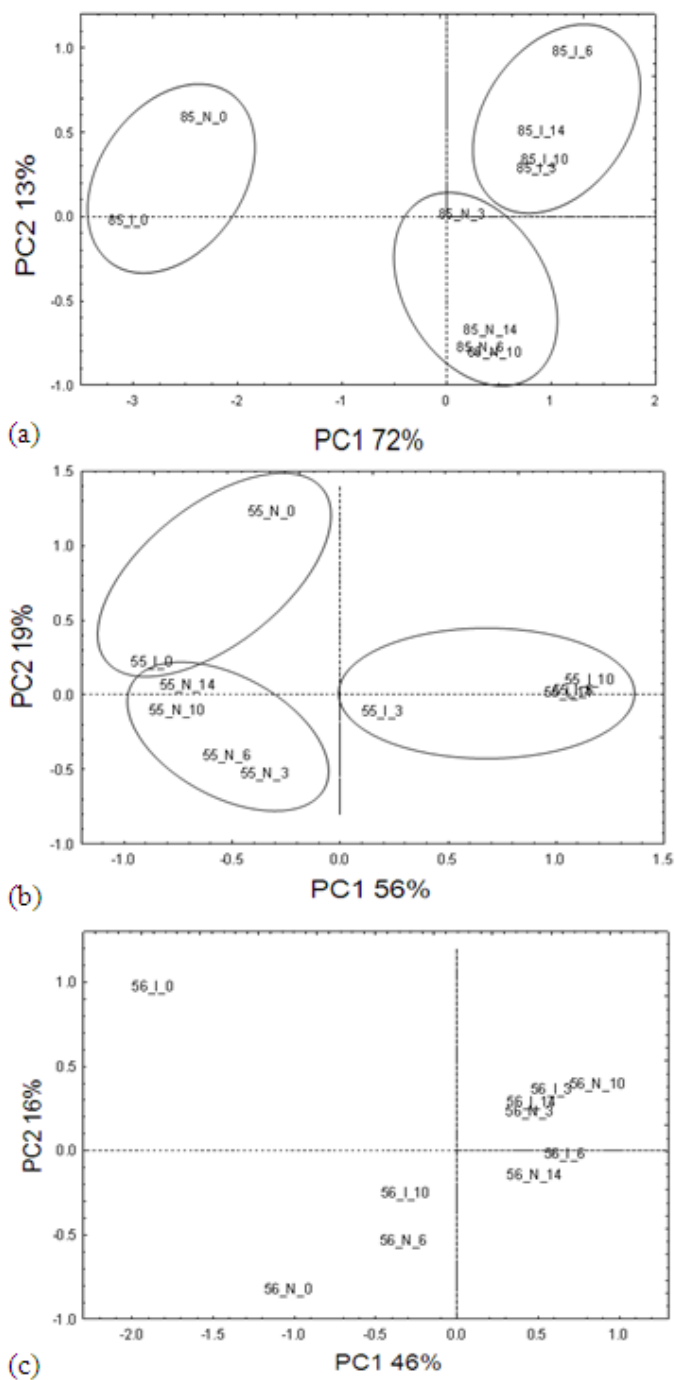 1.0
85_I_6
85_N_0
0.5
85_I_14
85_I_10
85_I_3
PC2 13%
0.0
85_I_0
85_N_3
-0.5
85_N_14
85_N_6
85_N_10
-1.0
-3
-2
-1
0
1
2
(a)
PC1 72%
1.5
55_N_0
1.0
PC2 19%
0.5
55_I_0
55_N_14
55_I_10
0.0
55_I_14
55_N_10
55_I_3
55_N_6
-0.5
55_N_3
-1.0
-1.0
-0.5
0.0
0.5
1.0
1.5
(b)
PC1 56%
1.0
56_I_0
0.5
56_I_3
56_N_10
56_I_14
56_N_3
PC2 16%
0.0
56_I_6
56_N_14
56_I_10
-0.5
56_N_6
56_N_0
-1.0
-2.0
-1.5
-1.0
-0.5
0.0
0.5
1.0
(c)
PC1 46%